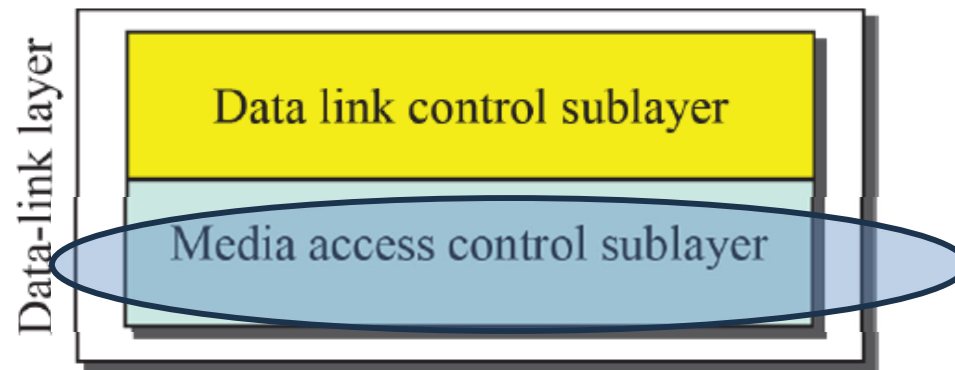 Data-link layer
Data link control sublayer
Media access control sublayer